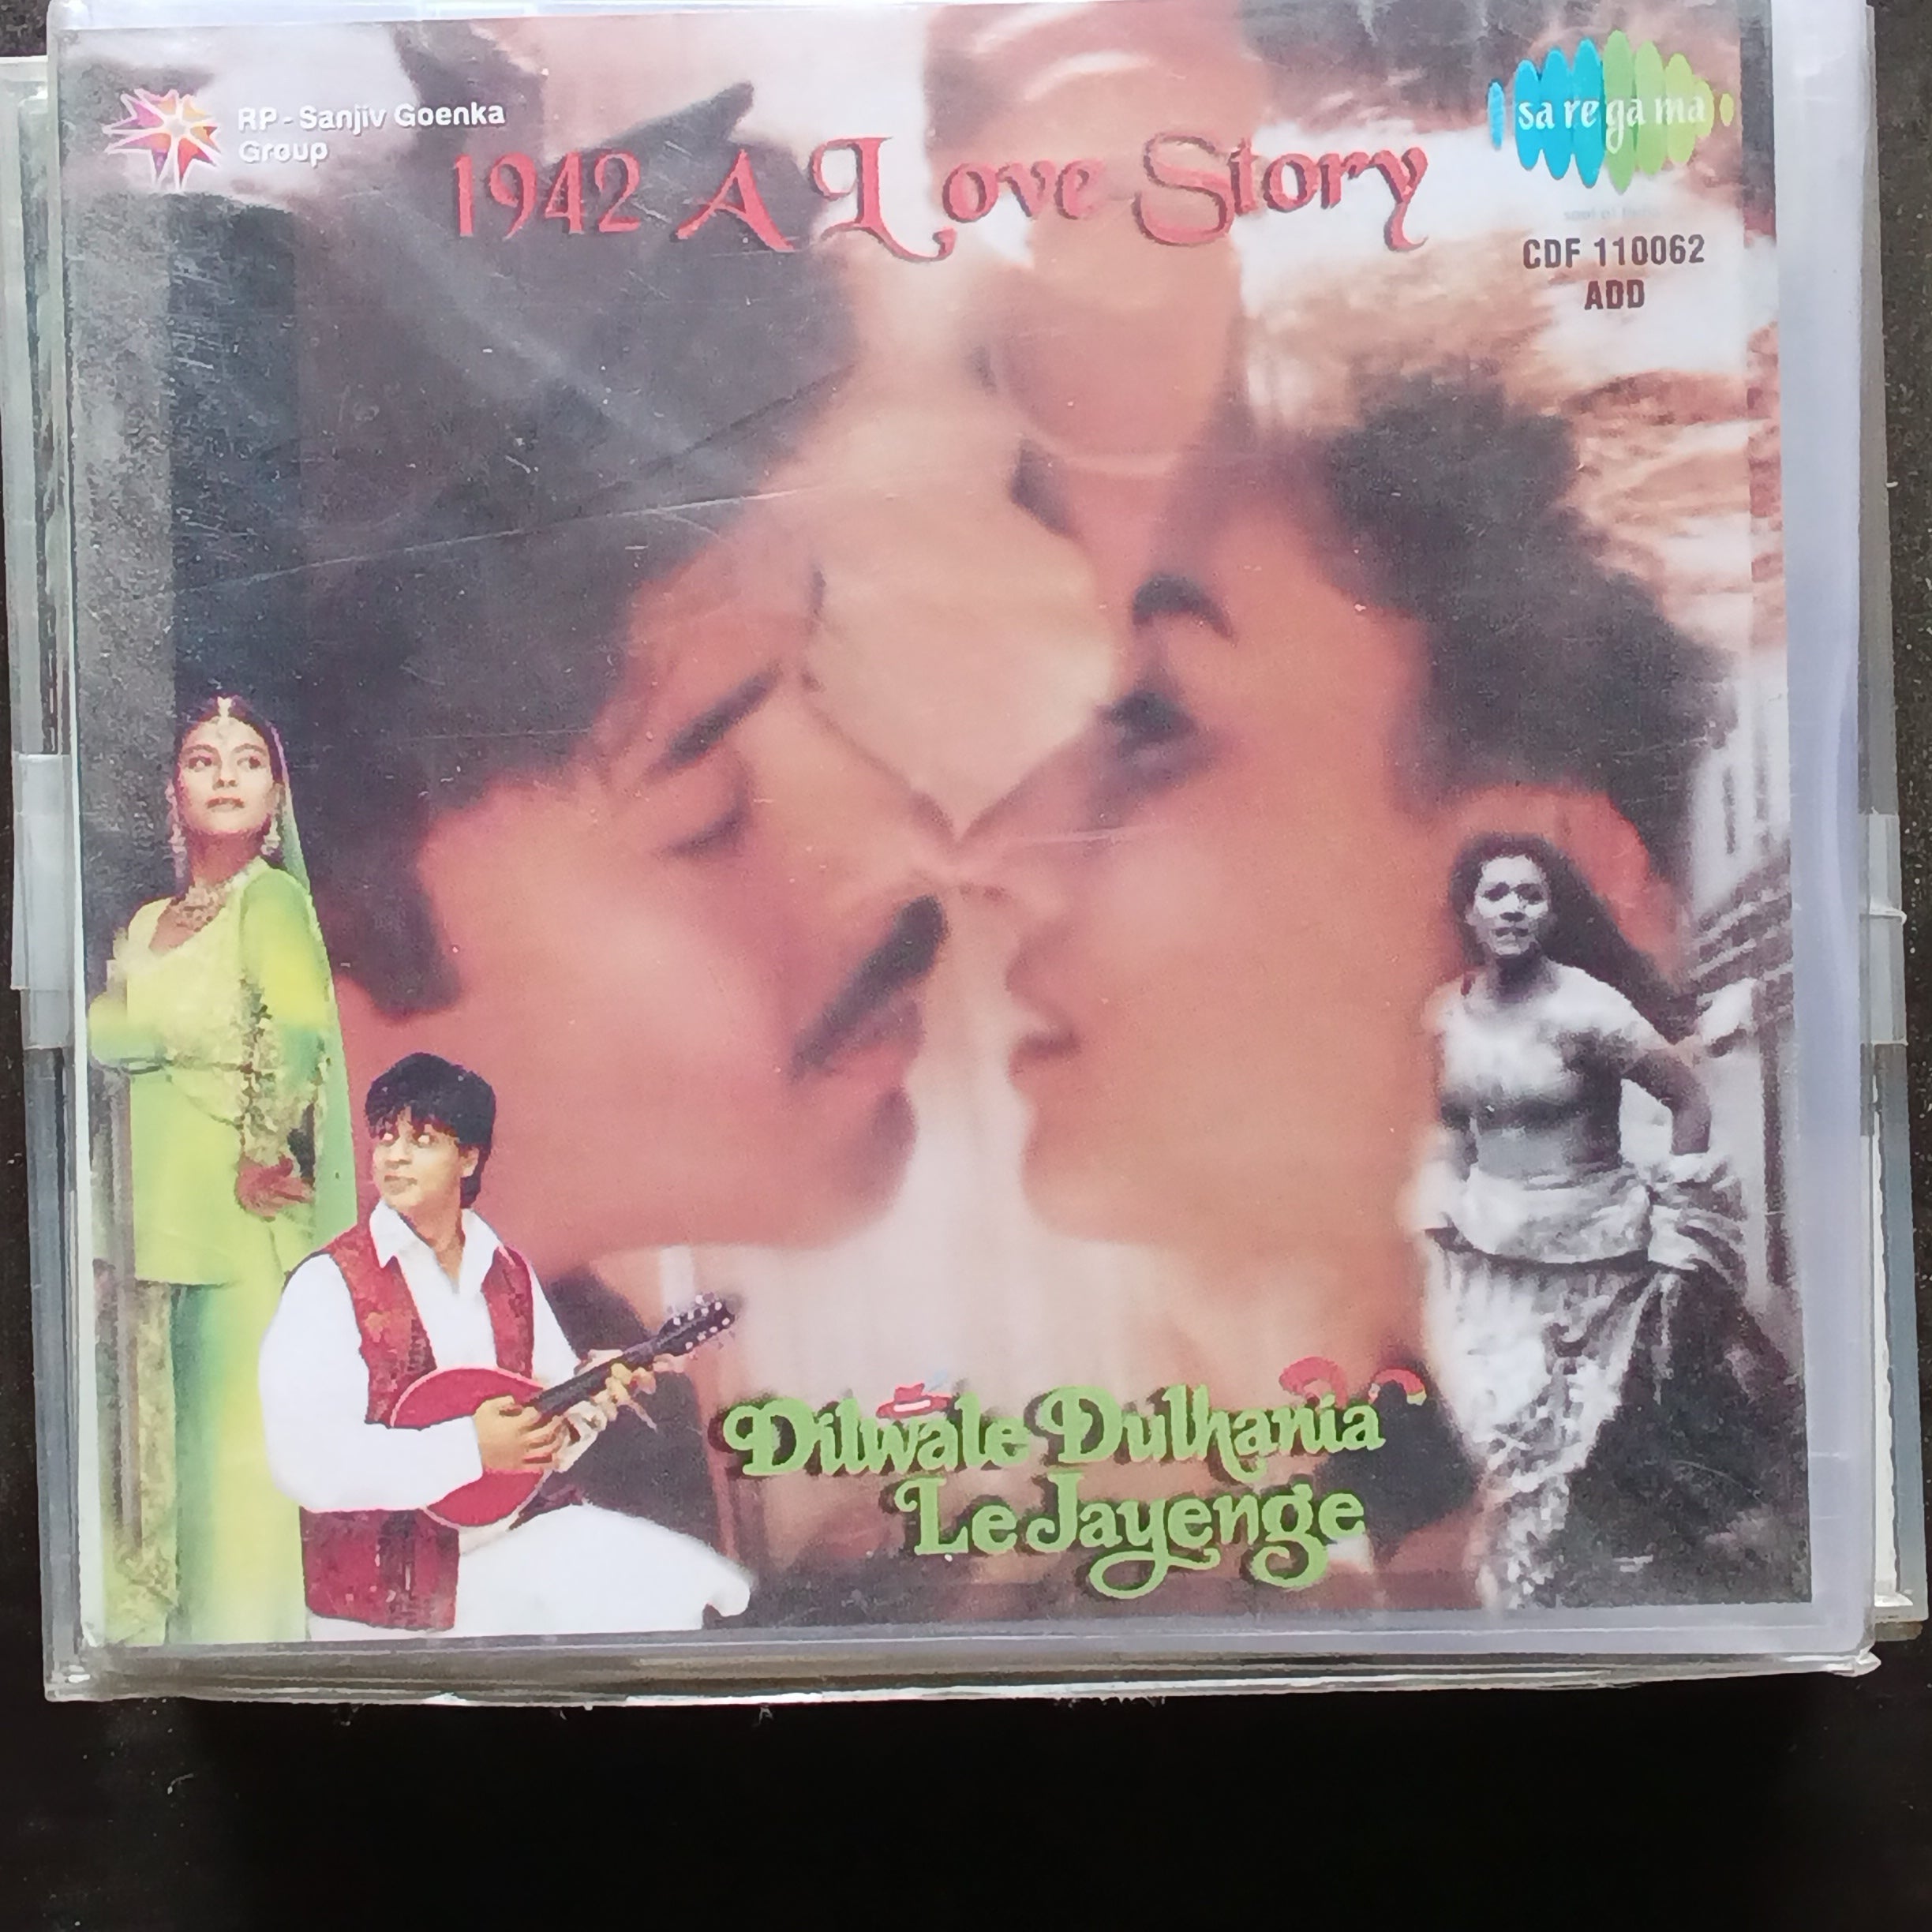 RP - Sanjiv Goenka
Group
sa re ga ma
1942 A Love Story
CDF 110062
ADD
Dilwale Dulhania
Le Jayenge